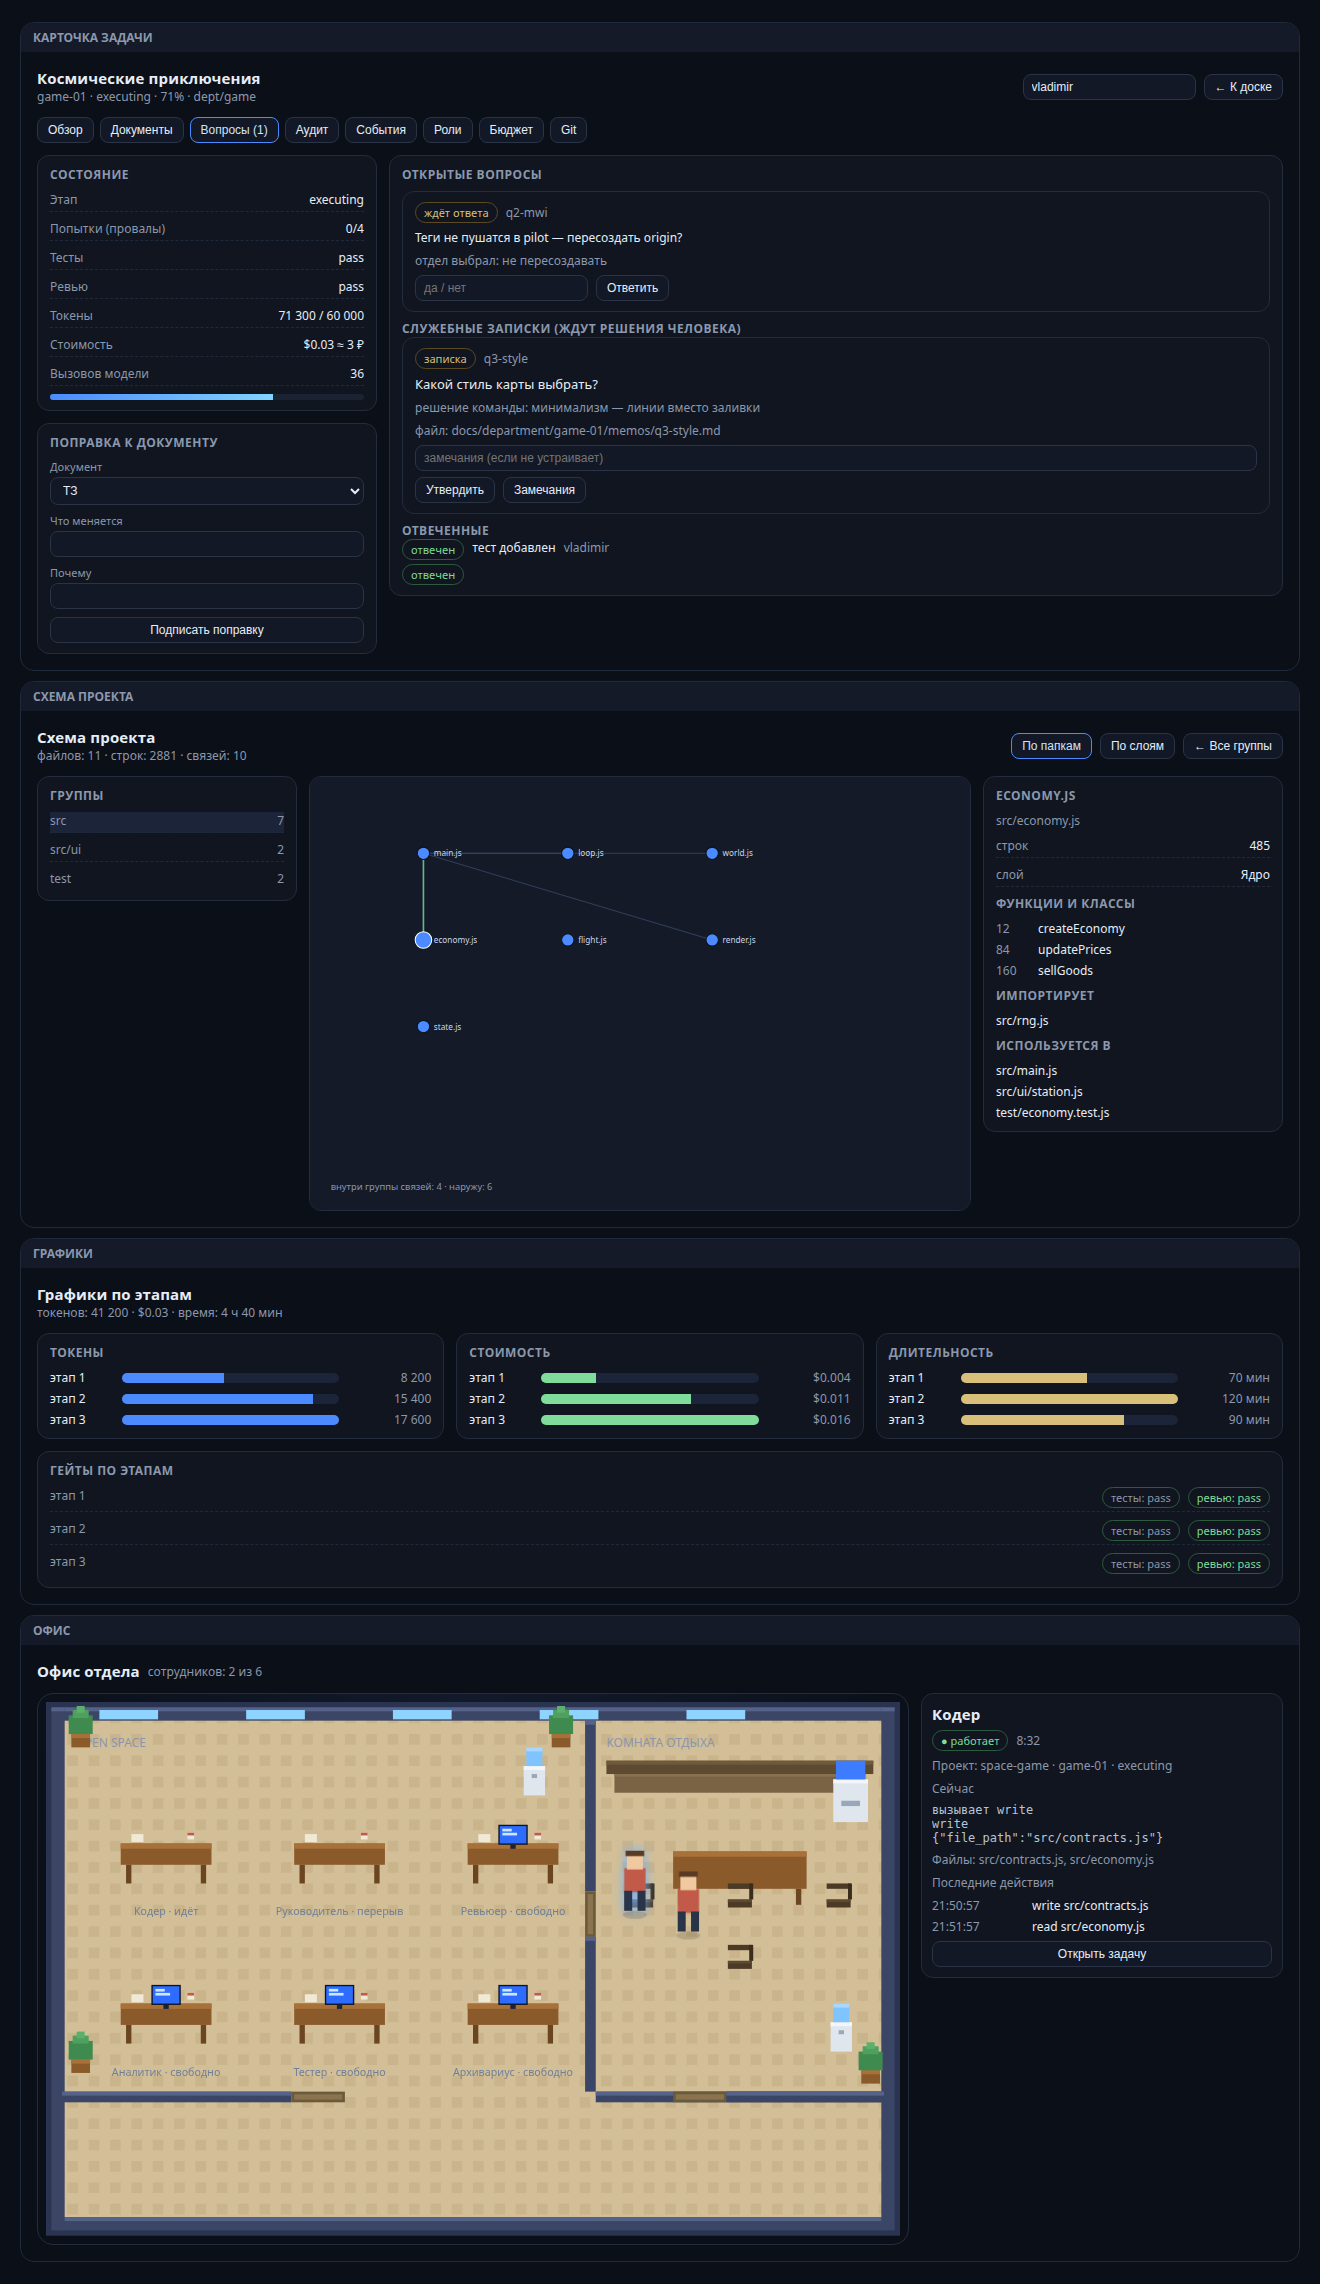 КАРТОЧКА ЗАДАЧИ
Космические приключения
game-01 · executing · 71% · dept/game
vladimir
← К доске
Обзор
Документы
Вопросы (1)
Аудит
События
Роли
Бюджет
Git
СОСТОЯНИЕ
Этап executing
Попытки (провалы) 0/4
Тесты pass
Ревью pass
Токены 71 300 / 60 000
Стоимость $0.03 ≈ 3 ₽
Вызовов модели 36
ПОПРАВКА К ДОКУМЕНТУ
Документ
ТЗ
Что меняется
Почему
Подписать поправку
ОТКРЫТЫЕ ВОПРОСЫ
ждёт ответа q2-mwi
Теги не пушатся в pilot — пересоздать origin?
отдел выбрал: не пересоздавать
да / нет
Ответить
СЛУЖЕБНЫЕ ЗАПИСКИ (ЖДУТ РЕШЕНИЯ ЧЕЛОВЕКА)
записка q3-style
Какой стиль карты выбрать?
решение команды: минимализм — линии вместо заливки
файл: docs/department/game-01/memos/q3-style.md
замечания (если не устраивает)
Утвердить
Замечания
ОТВЕЧЕННЫЕ
отвечен тест добавлен vladimir
отвечен
СХЕМА ПРОЕКТА
Схема проекта
файлов: 11 · строк: 2881 · связей: 10
По папкам
По слоям
← Все группы
ГРУППЫ
src 7
src/ui 2
test 2
main.js
loop.js
world.js
economy.js
flight.js
render.js
state.js
внутри группы связей: 4 · наружу: 6
ECONOMY.JS
src/economy.js
строк 485
слой Ядро
ФУНКЦИИ И КЛАССЫ
12 createEconomy
84 updatePrices
160 sellGoods
ИМПОРТИРУЕТ
src/rng.js
ИСПОЛЬЗУЕТСЯ В
src/main.js
src/ui/station.js
test/economy.test.js
ГРАФИКИ
Графики по этапам
токенов: 41 200 · $0.03 · время: 4 ч 40 мин
ТОКЕНЫ
этап 1 8 200
этап 2 15 400
этап 3 17 600
СТОИМОСТЬ
этап 1 $0.004
этап 2 $0.011
этап 3 $0.016
ДЛИТЕЛЬНОСТЬ
этап 1 70 мин
этап 2 120 мин
этап 3 90 мин
ГЕЙТЫ ПО ЭТАПАМ
этап 1 тесты: pass ревью: pass
этап 2 тесты: pass ревью: pass
этап 3 тесты: pass ревью: pass
ОФИС
Офис отдела сотрудников: 2 из 6
PEN SPACE
КОМНАТА ОТДЫХА
Кодер · идёт
Руководитель · перерыв
Ревьюер · свободно
Аналитик · свободно
Тестер · свободно
Архивариус · свободно
Кодер
● работает 8:32
Проект: space-game · game-01 · executing
Сейчас
вызывает write
write
{"file_path":"src/contracts.js"}
Файлы: src/contracts.js, src/economy.js
Последние действия
21:50:57 write src/contracts.js
21:51:57 read src/economy.js
Открыть задачу